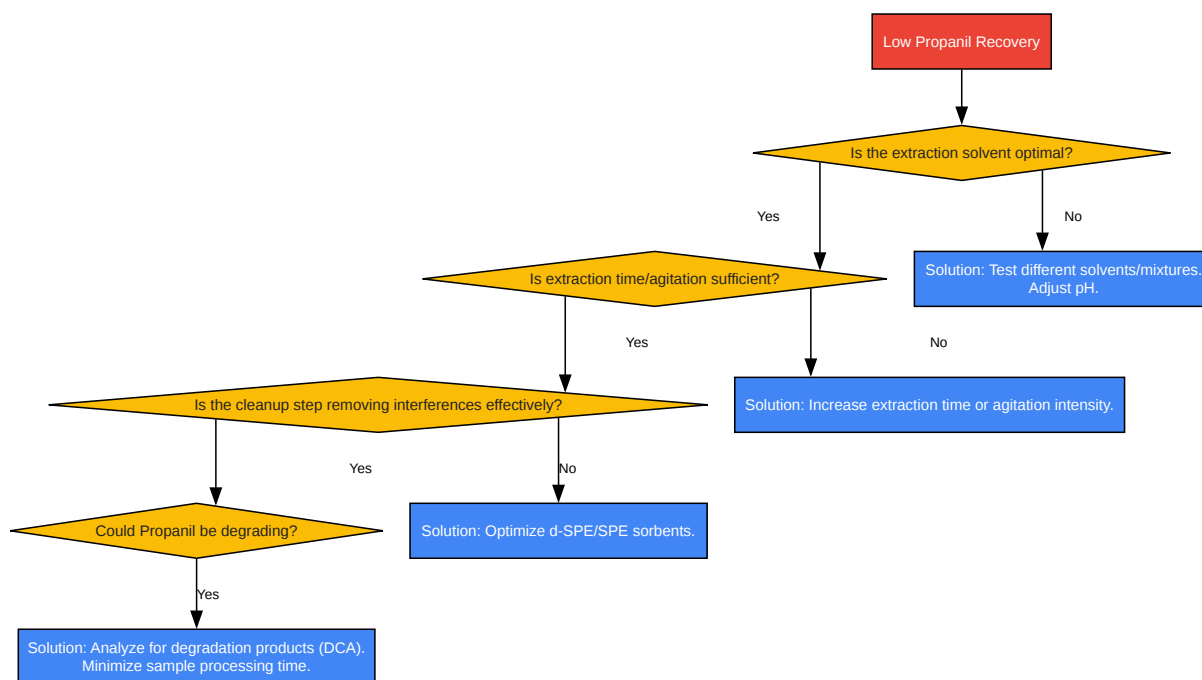 Low Propanil Recovery
Is the extraction solvent optimal?
Yes
No
Solution: Test different solvents/mixtures.
Adjust pH.
Is extraction time/agitation sufficient?
Yes
No
Solution: Increase extraction time or agitation intensity.
Is the cleanup step removing interferences effectively?
Yes
No
Solution: Optimize d-SPE/SPE sorbents.
Could Propanil be degrading?
Yes
Solution: Analyze for degradation products (DCA).
Minimize sample processing time.